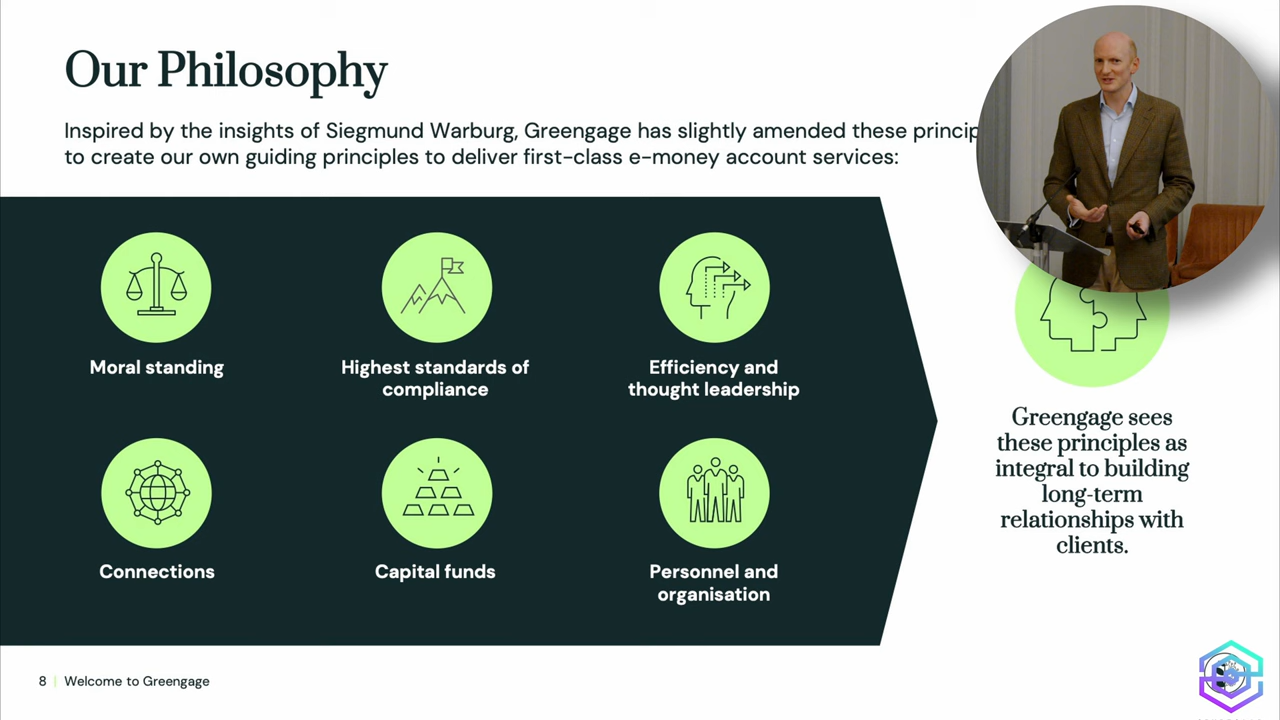 Our Philosophy
Inspired by the insights of Siegmund Warburg, Greengage has slightly amended these
to create our own guiding principles to deliver first-class e-money account services:
Moral standing
Highest standards of
compliance
Efficiency and
thought leadership
Connections
Capital funds
Personnel and
organisation
Greengage sees
these principles as
integral to building
long-term
relationships with
clients.
8 | Welcome to Greengage